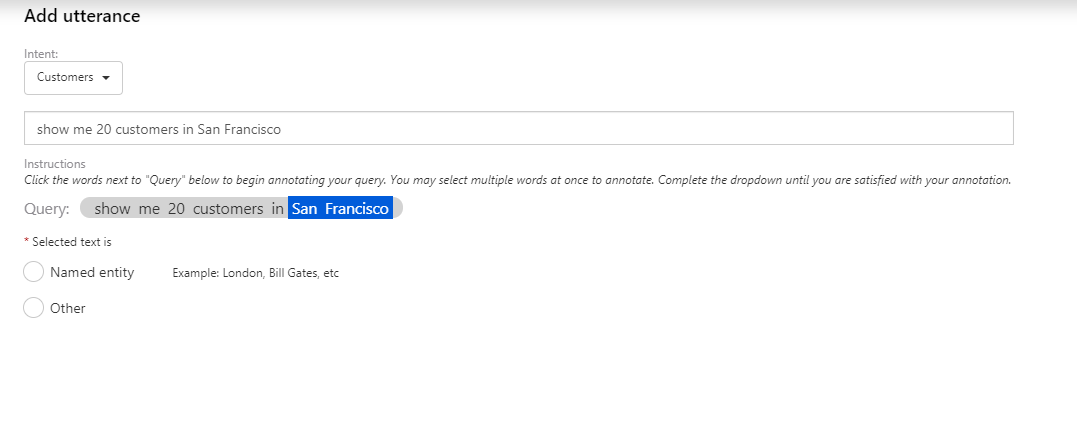 Add utterance
Intent:
Customers
show me 20 customers in San Francisco
Instructions
Click the words next to "Query" below to begin annotating your query. You may select multiple words at once to annotate. Complete the dropdown until you are satisfied with your annotation.
Query: show me 20 customers in San Francisco
* Selected text is
Named entity Example: London, Bill Gates, etc
Other